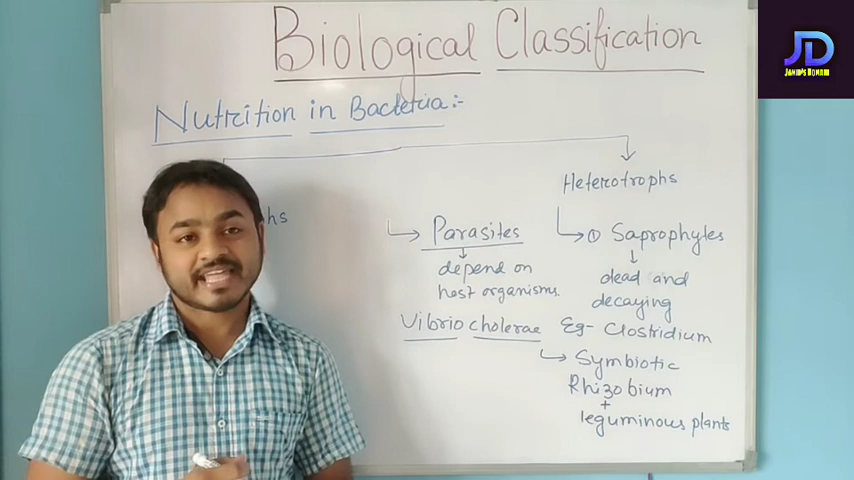 Biological Classification
Nutrition in Bacteria:-
Heterotrophs
hs
Parasites
depend on
host organisms.
Vibrio cholerae
① Saprophytes
dead and
decaying
Eg- Clostridium
Symbiotic
Rhizobium
+
leguminous plants
JD